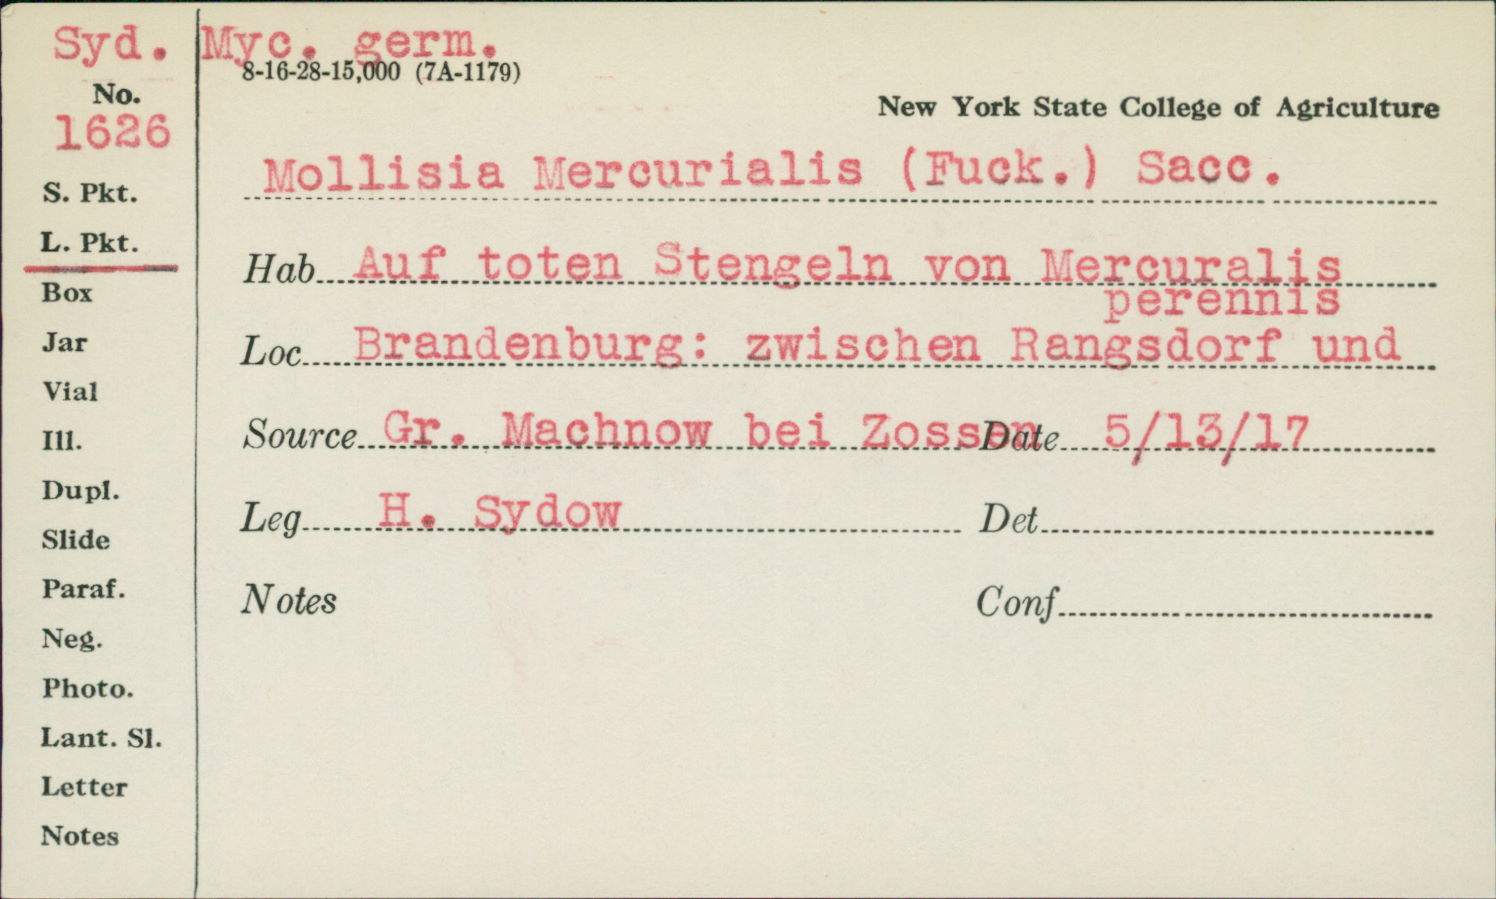 Syd. Myc. germ.
8-16-28-15,000 (7A-1179)
No.
1626
New York State College of Agriculture
Mollisia Mercurialis (Fuck.) Sacc.
S. Pkt.
L. Pkt.
Hab Auf toten Stengeln von Mercuralis
perennis
Box
Jar
Loc Brandenburg: zwischen Rangsdorf und
Vial
Ill.
Source Gr. Machnow bei Zossen Date 5/13/17
Dupl.
Leg H. Sydow Det
Slide
Paraf.
Notes Conf
Neg.
Photo.
Lant. Sl.
Letter
Notes